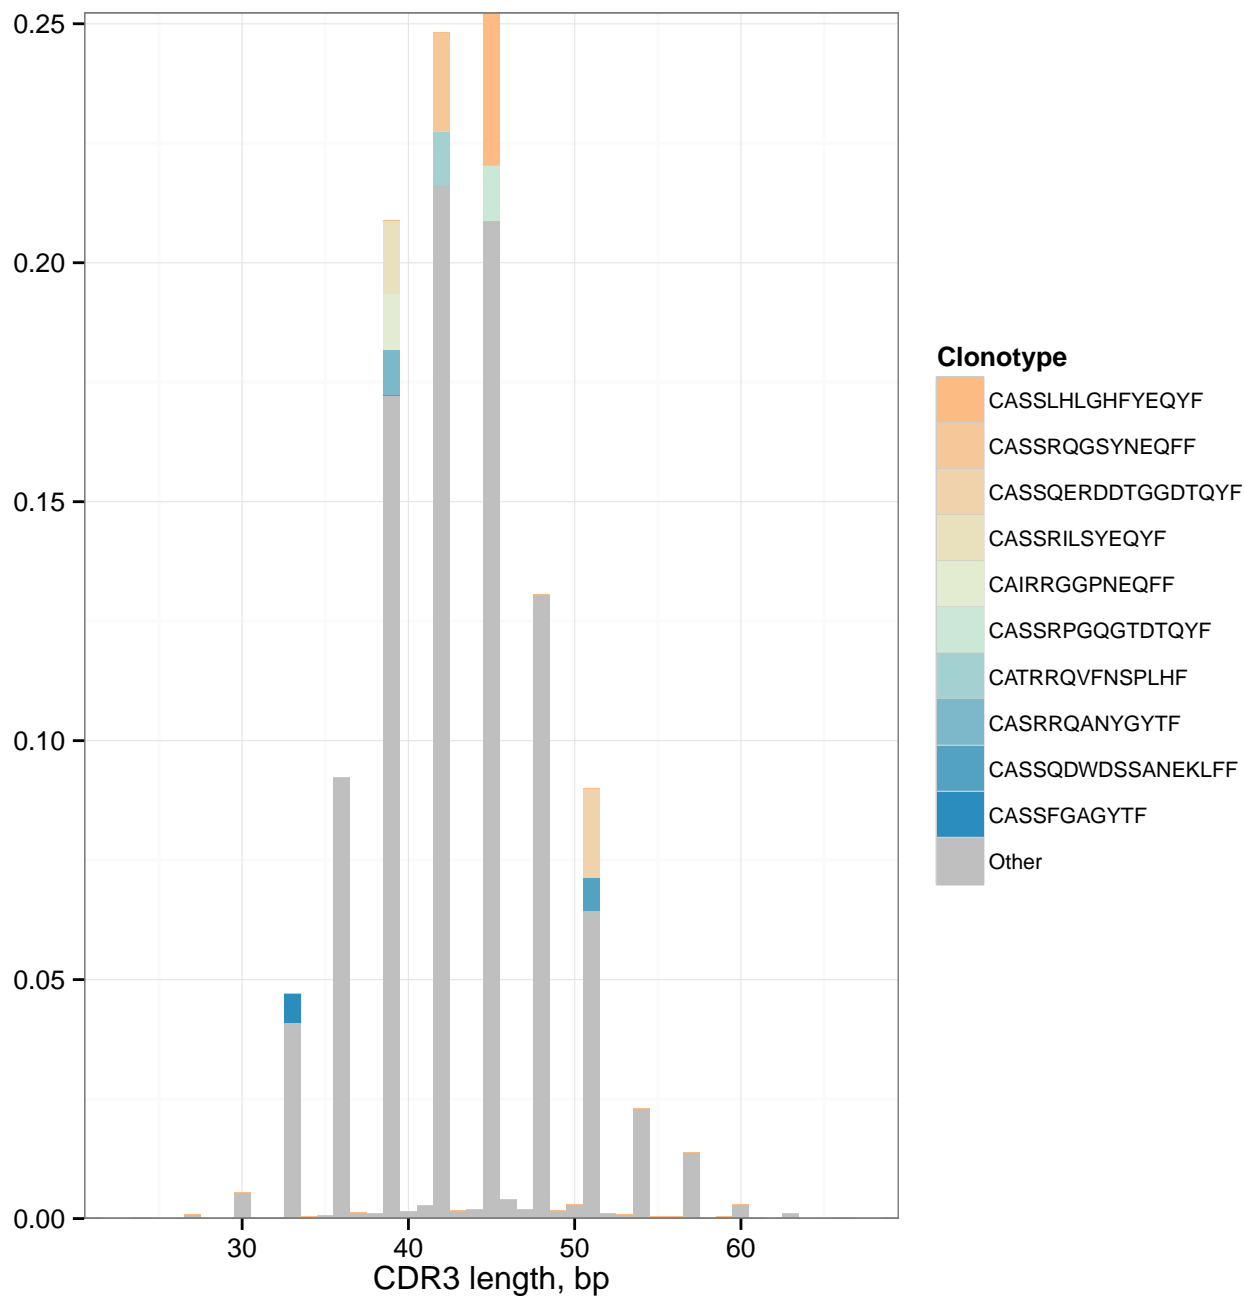 0.25
0.20
0.15
0.10
0.05
0.00
30 40 50 60
CDR3 length, bp
Clonotype
CASSLHLGHFYEQYF
CASSRQGSYNEQFF
CASSQERDDTGGDTQYF
CASSRILSYEQYF
CAIRRGGPNEQFF
CASSRPGQGTDTQYF
CATRRQVFNSPLHF
CASRRQANYGYTF
CASSQDWDSSANEKLFF
CASSFGAGYTF
Other